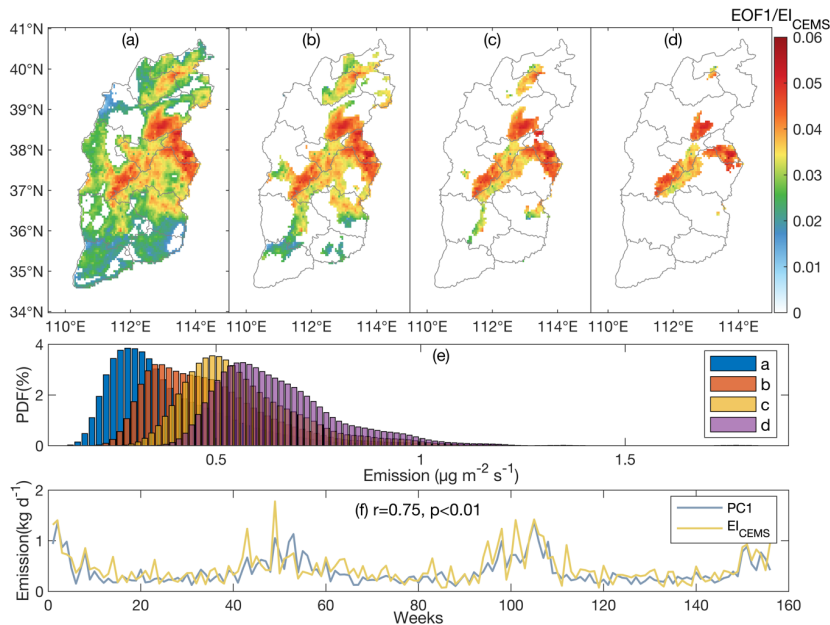 EOF1/EI_CEMS
41°N
40°N
39°N
38°N
37°N
36°N
35°N
34°N
(a)
(b)
(c)
(d)
0.06
0.05
0.04
0.03
0.02
0.01
0
110°E 112°E 114°E 110°E 112°E 114°E 110°E 112°E 114°E 110°E 112°E 114°E
(e)
PDF(%)
4
2
0
a
b
c
d
0.5 1 1.5
Emission (μg m⁻² s⁻¹)
(f) r=0.75, p<0.01
Emission(kg d⁻¹)
2
1
0
PC1
EI_CEMS
0 20 40 60 80 100 120 140 160
Weeks